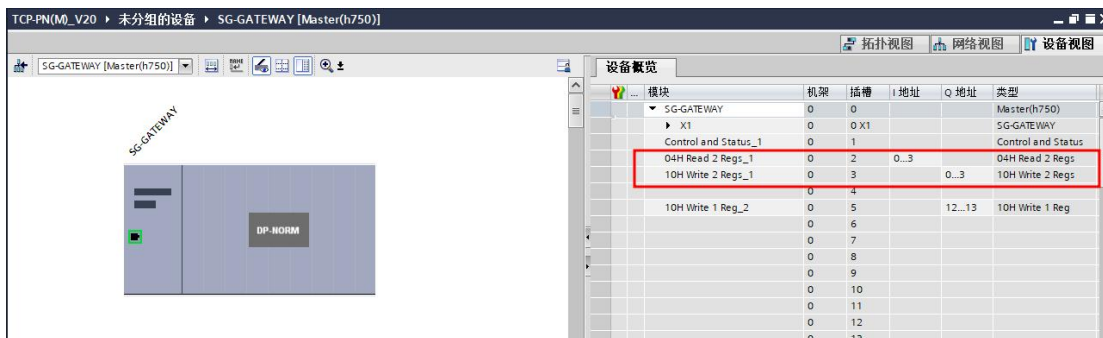 TCP-PN(M)_V20 ▸ 未分组的设备 ▸ SG-GATEWAY [Master(h750)]
拓扑视图 网络视图 设备视图
SG-GATEWAY [Master(h750)]
设备概览
SG-GATEWAY
DP-NORM
... 模块 机架 插槽 I 地址 Q 地址 类型
SG-GATEWAY 0 0 Master(h750)
X1 0 0 X1 SG-GATEWAY
Control and Status_1 0 1 Control and Status
04H Read 2 Regs_1 0 2 0...3 04H Read 2 Regs
10H Write 2 Regs_1 0 3 0...3 10H Write 2 Regs
0 4
10H Write 1 Reg_2 0 5 12...13 10H Write 1 Reg
0 6
0 7
0 8
0 9
0 10
0 11
0 12